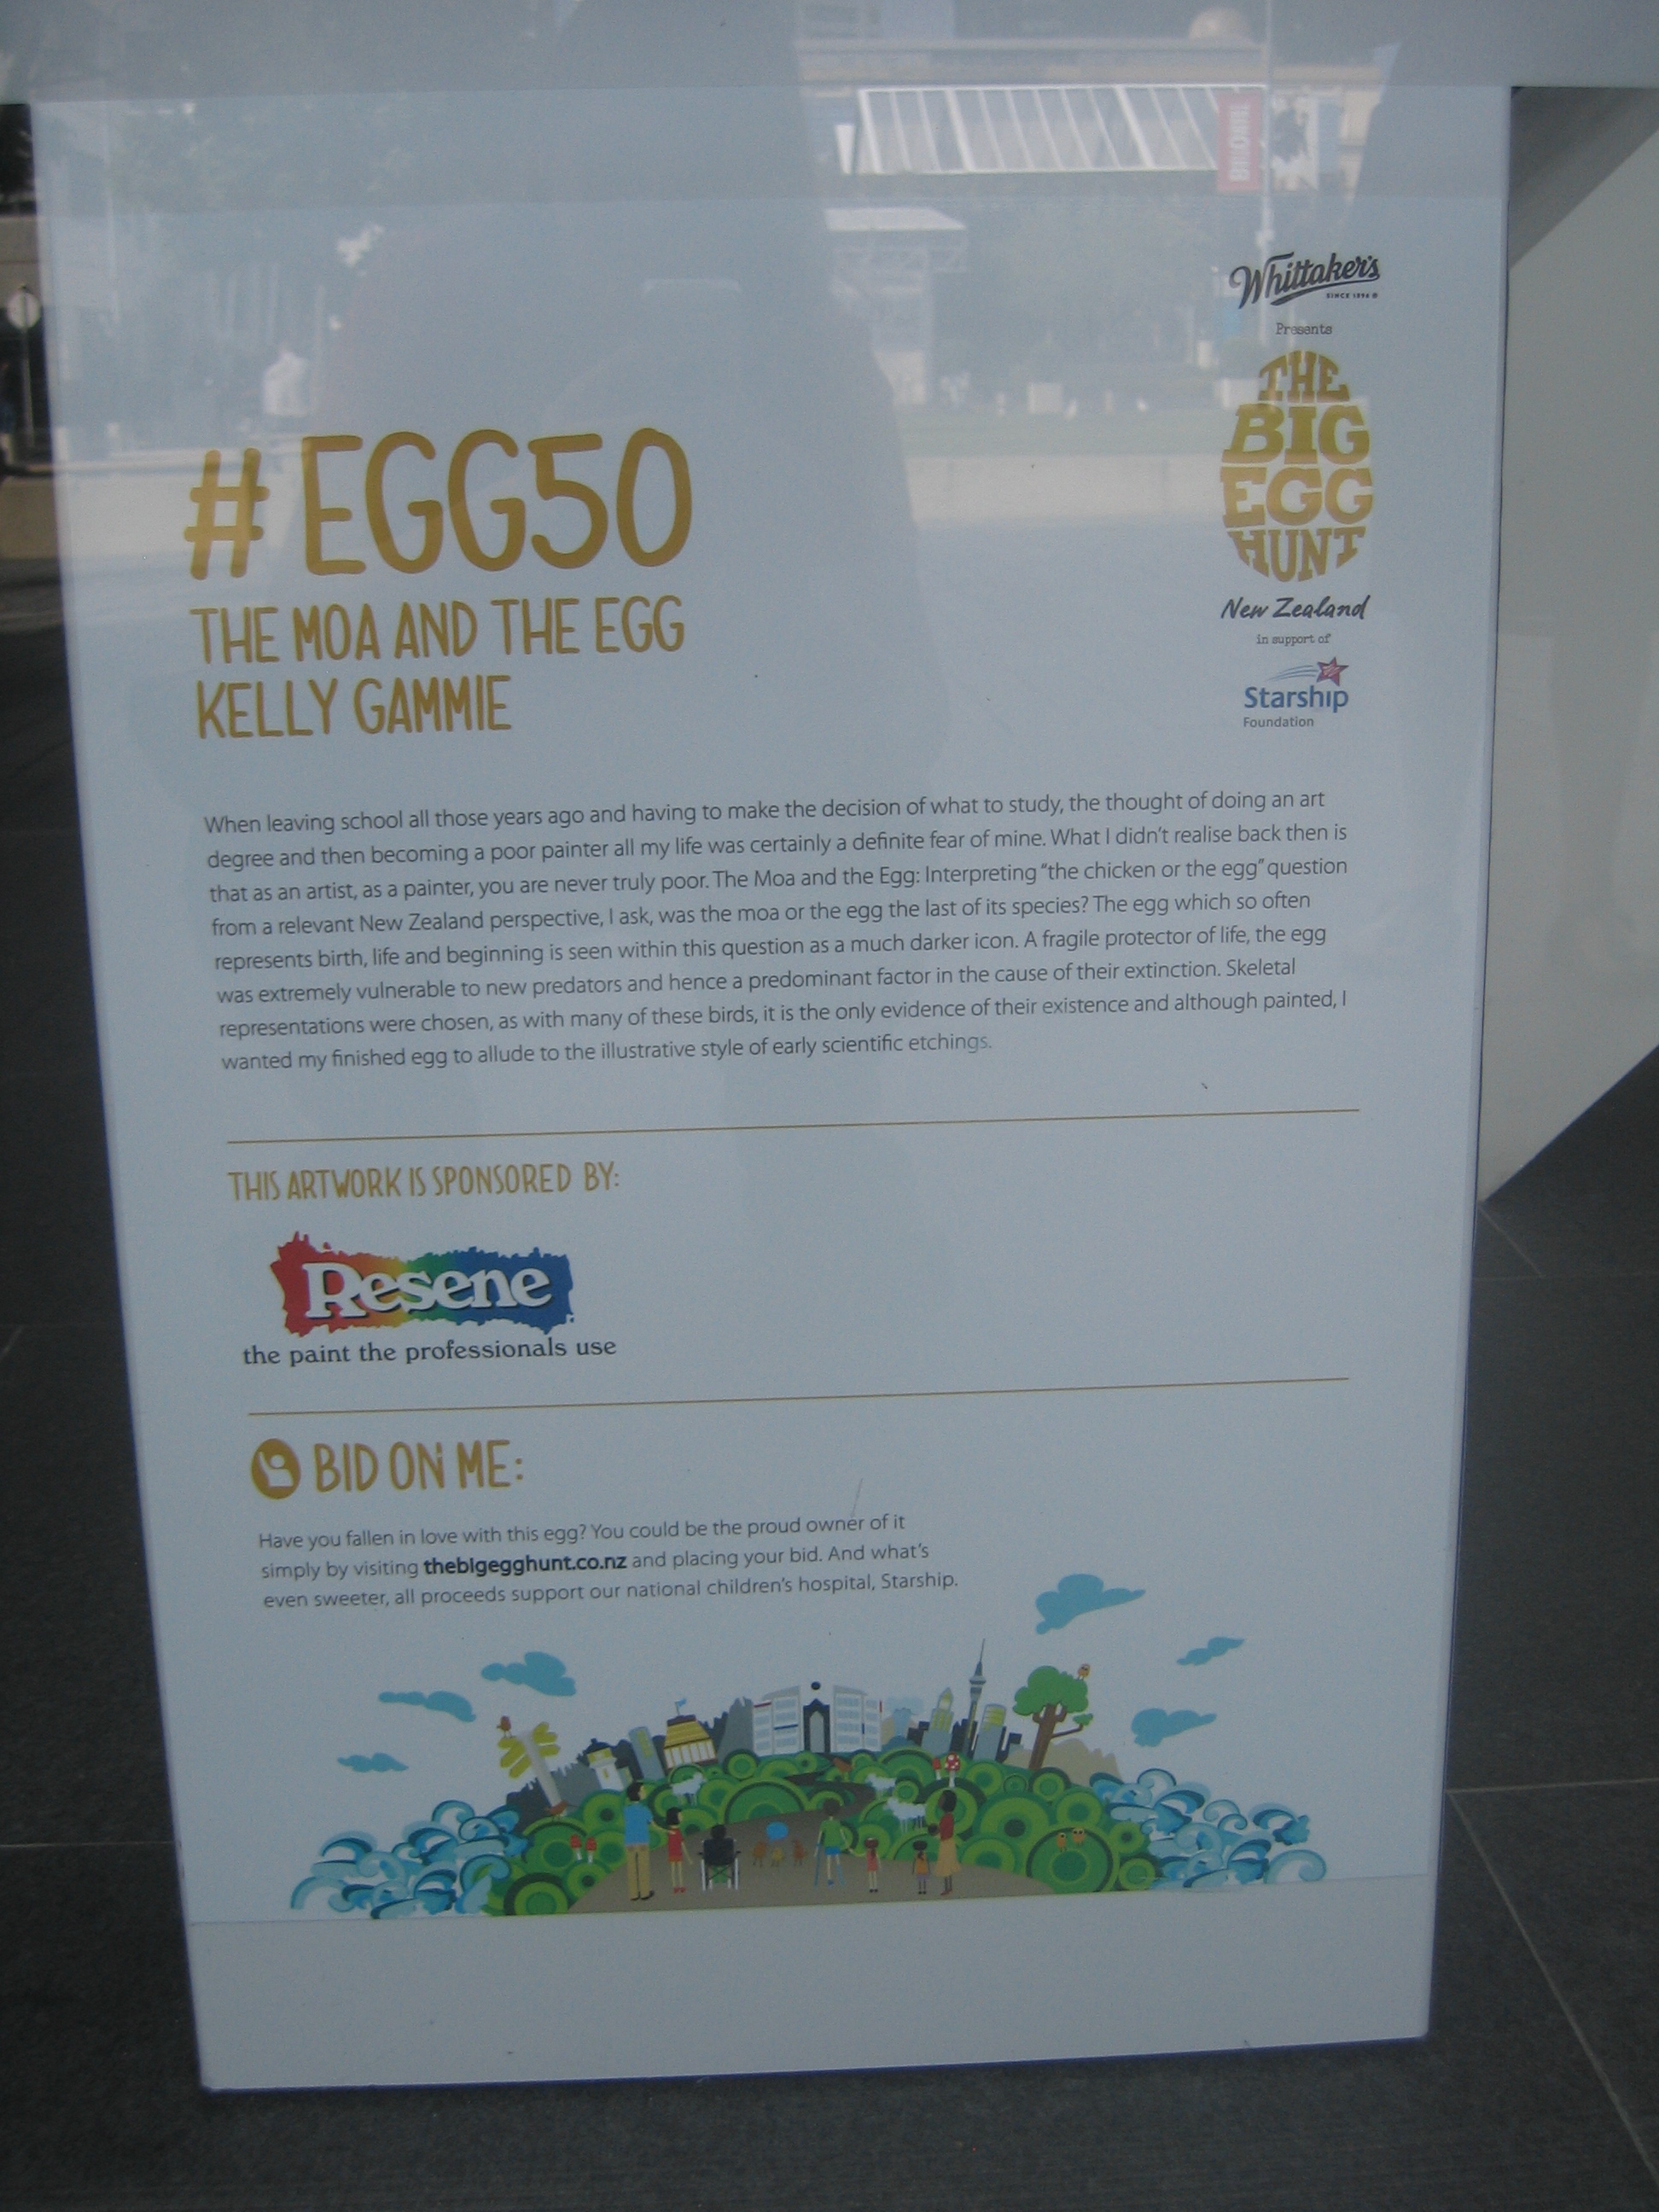 Whittaker's
SINCE 1896
Presents
THE
BIG
EGG
HUNT
New Zealand
in support of
Starship
Foundation
# EGG50
THE MOA AND THE EGG
KELLY GAMMIE
When leaving school all those years ago and having to make the decision of what to study, the thought of doing an art
degree and then becoming a poor painter all my life was certainly a definite fear of mine. What I didn't realise back then is
that as an artist, as a painter, you are never truly poor. The Moa and the Egg: Interpreting "the chicken or the egg" question
from a relevant New Zealand perspective, I ask, was the moa or the egg the last of its species? The egg which so often
represents birth, life and beginning is seen within this question as a much darker icon. A fragile protector of life, the egg
was extremely vulnerable to new predators and hence a predominant factor in the cause of their extinction. Skeletal
representations were chosen, as with many of these birds, it is the only evidence of their existence and although painted, I
wanted my finished egg to allude to the illustrative style of early scientific etchings.
THIS ARTWORK IS SPONSORED BY:
Resene
the paint the professionals use
BID ON ME:
Have you fallen in love with this egg? You could be the proud owner of it
simply by visiting thebigegghunt.co.nz and placing your bid. And what's
even sweeter, all proceeds support our national children's hospital, Starship.